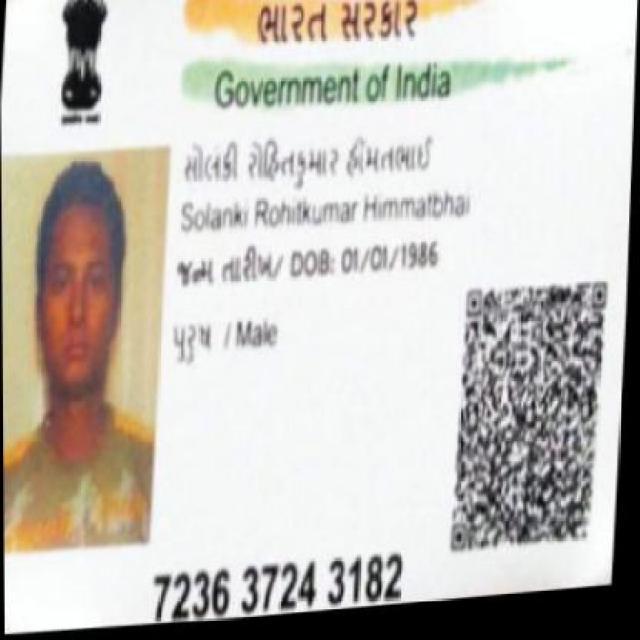 ભારત સરકાર
Government of India
સોલંકી રોહિતકુમાર હીંમતભાઈ
Solanki Rohitkumar Himmatbhai
જન્મ તારીખ/ DOB: 01/01/1986
પુરુષ / Male
7236 3724 3182